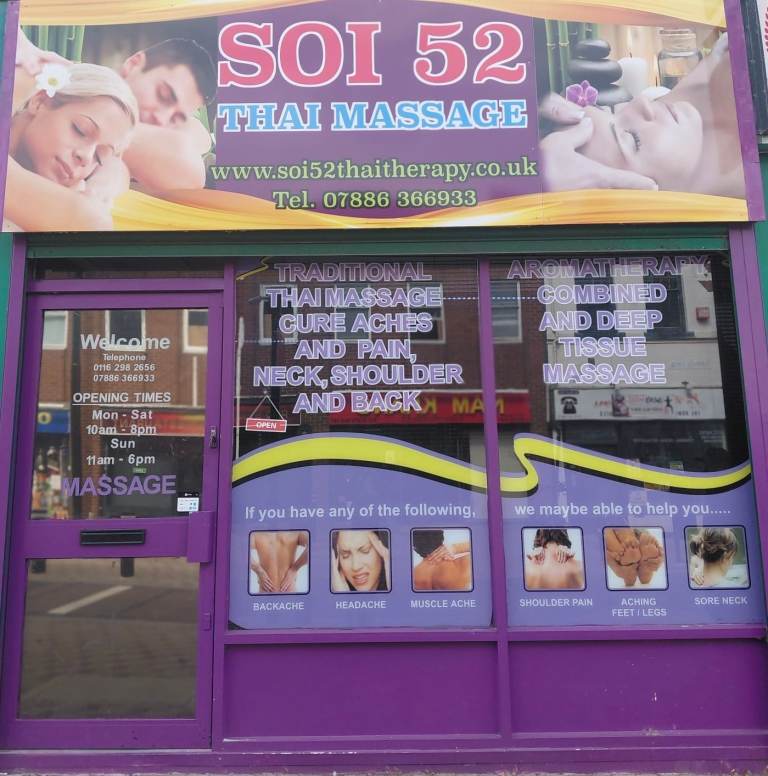 SOI 52
THAI MASSAGE
www.soi52thaitherapy.co.uk
Tel. 07886 366933
Welcome
Telephone
0116 298 2656
07886 366933
OPENING TIMES
Mon - Sat
10am - 8pm
Sun
11am - 6pm
MASSAGE
TRADITIONAL
THAI MASSAGE
CURE ACHES
AND PAIN,
NECK, SHOULDER
AND BACK
OPEN
AROMATHERAPY,
COMBINED
AND DEEP
TISSUE
MASSAGE
If you have any of the following,
we maybe able to help you.....
BACKACHE
HEADACHE
MUSCLE ACHE
SHOULDER PAIN
ACHING
FEET / LEGS
SORE NECK